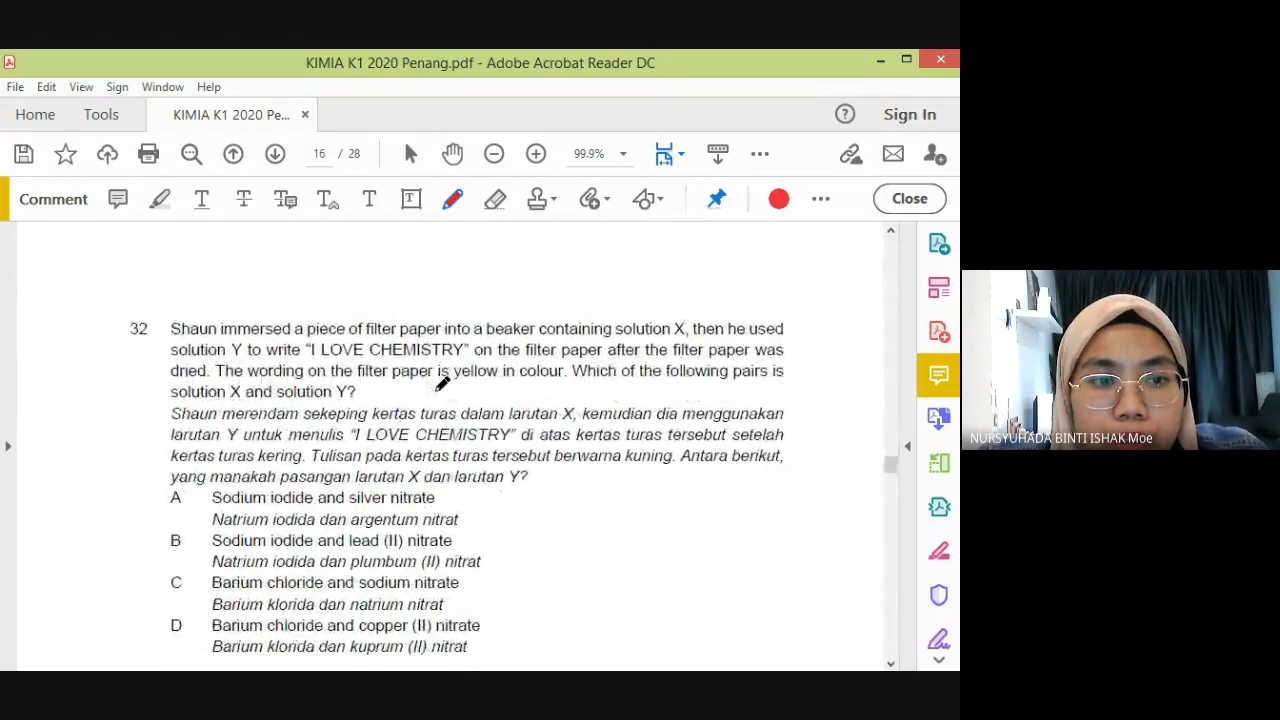 KIMIA K1 2020 Penang.pdf - Adobe Acrobat Reader DC
File Edit View Sign Window Help
Home Tools KIMIA K1 2020 Pe... × Sign In
16 / 28 99.9%
Comment Close
32 Shaun immersed a piece of filter paper into a beaker containing solution X, then he used
solution Y to write “I LOVE CHEMISTRY” on the filter paper after the filter paper was
dried. The wording on the filter paper is yellow in colour. Which of the following pairs is
solution X and solution Y?
Shaun merendam sekeping kertas turas dalam larutan X, kemudian dia menggunakan
larutan Y untuk menulis “I LOVE CHEMISTRY” di atas kertas turas tersebut setelah
kertas turas kering. Tulisan pada kertas turas tersebut berwarna kuning. Antara berikut,
yang manakah pasangan larutan X dan larutan Y?
A Sodium iodide and silver nitrate
Natrium iodida dan argentum nitrat
B Sodium iodide and lead (II) nitrate
Natrium iodida dan plumbum (II) nitrat
C Barium chloride and sodium nitrate
Barium klorida dan natrium nitrat
D Barium chloride and copper (II) nitrate
Barium klorida dan kuprum (II) nitrat
NURSYUHADA BINTI ISHAK Moe